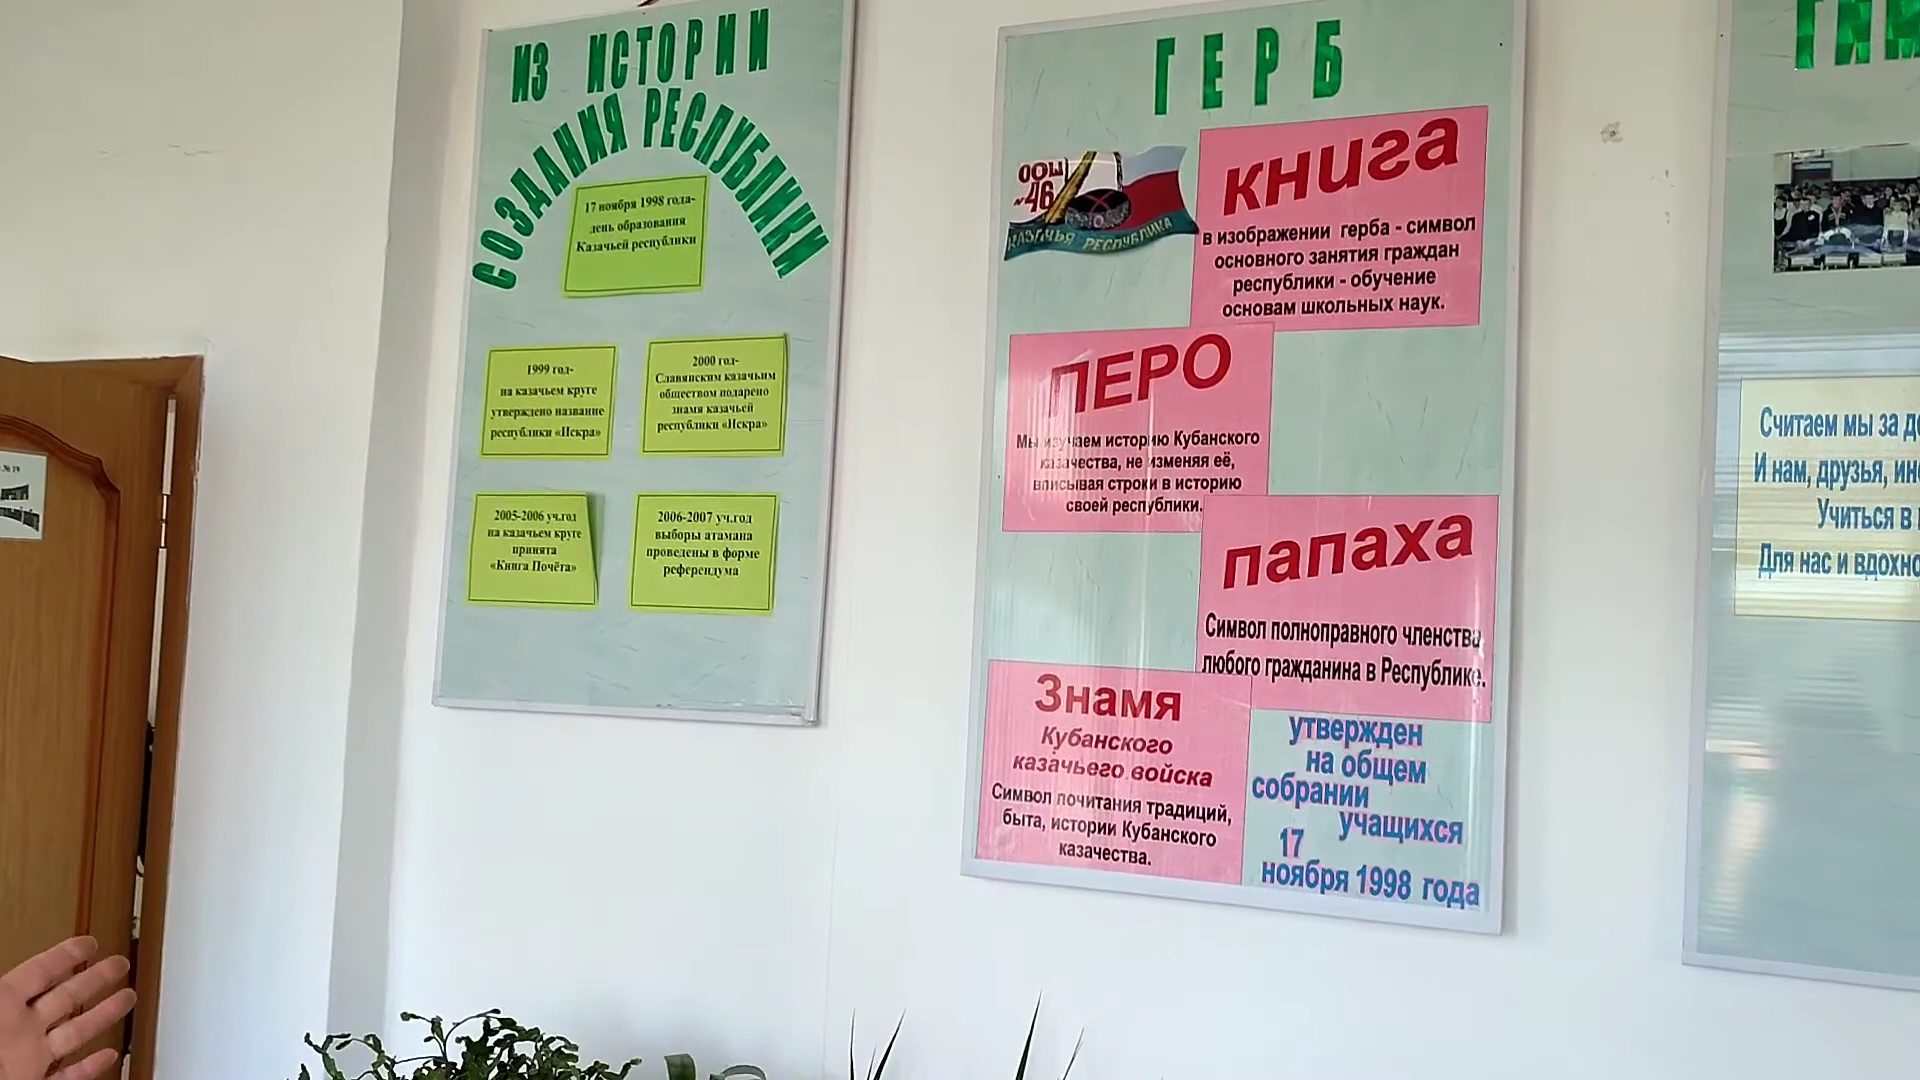 ИЗ ИСТОРИИ
СОЗДАНИЯ РЕСПУБЛИКИ
17 ноября 1998 года-
день образования
Казачьей республики
1999 год-
на казачьем круге
утверждено название
республики «Искра»
2000 год-
Славянским казачьим
обществом подарено
знамя казачьей
республики «Искра»
2005-2006 уч.год
на казачьем круге
принята
«Книга Почёта»
2006-2007 уч.год
выборы атамана
проведены в форме
референдума
ГЕРБ
ООШ
№46
КАЗАЧЬЯ РЕСПУБЛИКА
книга
в изображении герба - символ
основного занятия граждан
республики - обучение
основам школьных наук.
ПЕРО
Мы изучаем историю Кубанского
казачества, не изменяя её,
вписывая строки в историю
своей республики.
папаха
Символ полноправного членства
любого гражданина в Республике.
Знамя
Кубанского
казачьего войска
Символ почитания традиций,
быта, истории Кубанского
казачества.
утвержден
на общем
собрании
учащихся
17
ноября 1998 года
Считаем мы за
И нам, друзья,
Учиться в
Для нас и
№ 19